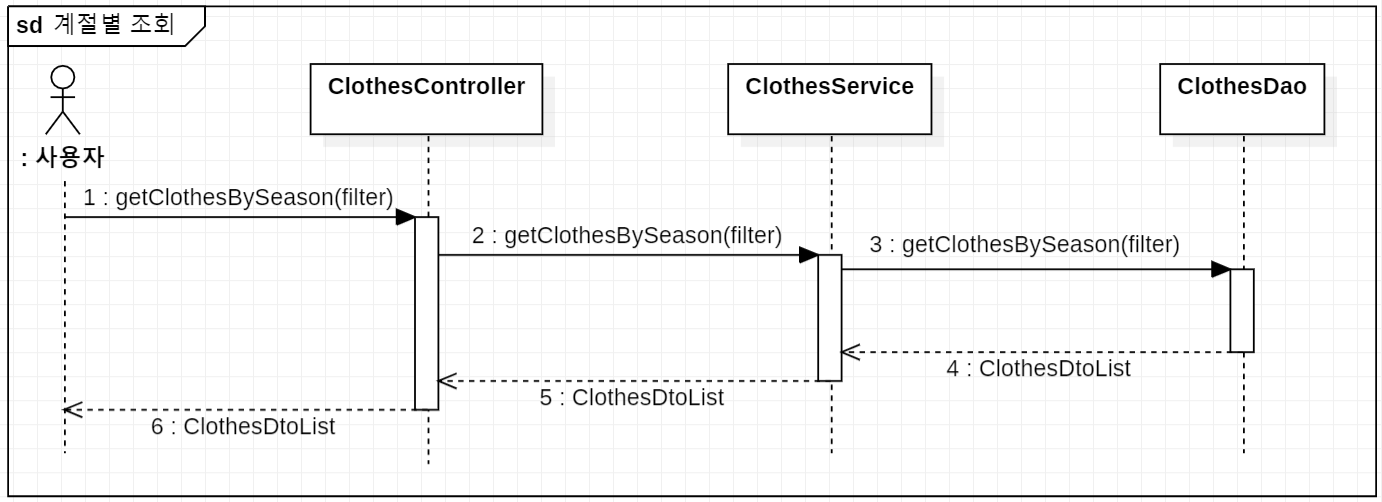 sd 계절별 조회
ClothesController
ClothesService
ClothesDao
: 사용자
1 : getClothesBySeason(filter)
2 : getClothesBySeason(filter)
3 : getClothesBySeason(filter)
4 : ClothesDtoList
5 : ClothesDtoList
6 : ClothesDtoList